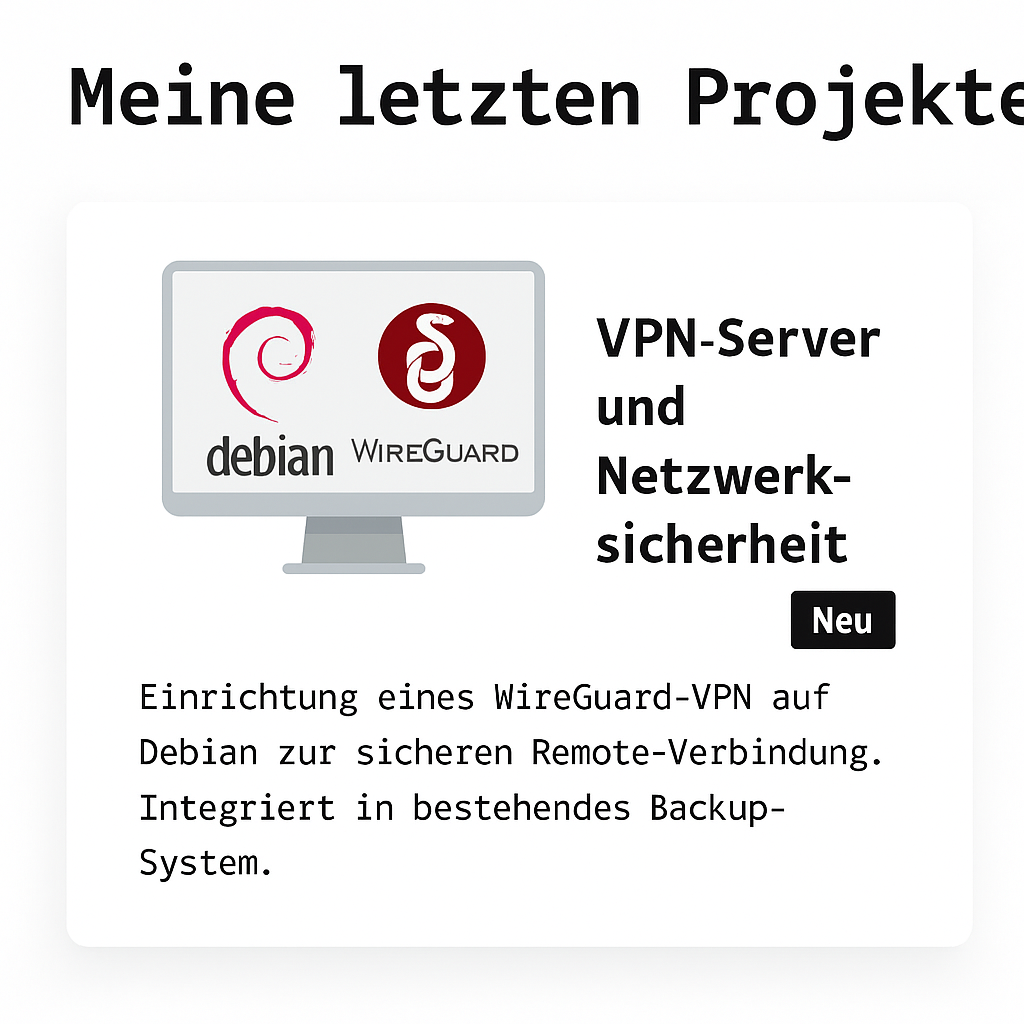 Meine letzten Projekte
debian WIREGUARD
VPN-Server
und
Netzwerk-
sicherheit
Neu
Einrichtung eines WireGuard-VPN auf
Debian zur sicheren Remote-Verbindung.
Integriert in bestehendes Backup-
System.